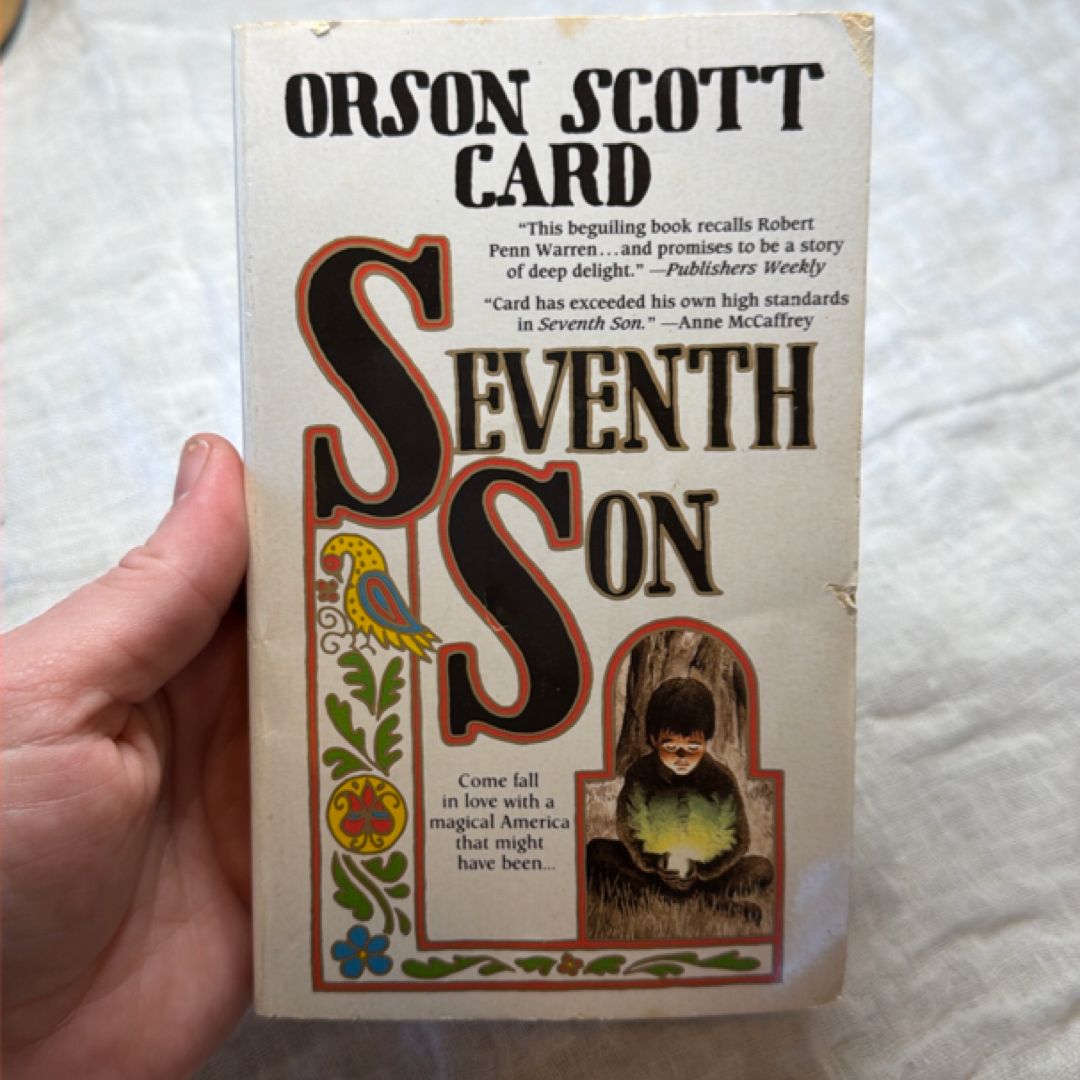 ORSON SCOTT
CARD
“This beguiling book recalls Robert
Penn Warren...and promises to be a story
of deep delight.” —Publishers Weekly
“Card has exceeded his own high standards
in Seventh Son.” —Anne McCaffrey
SEVENTH
SON
Come fall
in love with a
magical America
that might
have been...